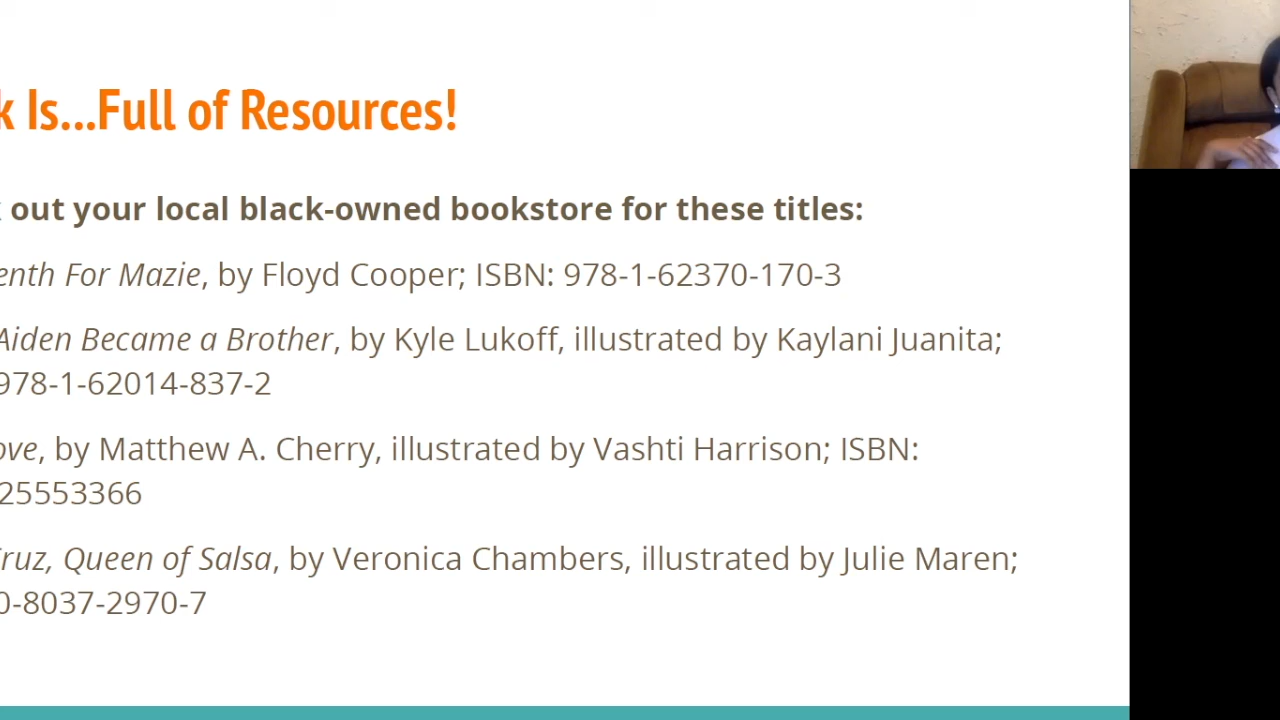 k Is...Full of Resources!
out your local black-owned bookstore for these titles:
enth For Mazie, by Floyd Cooper; ISBN: 978-1-62370-170-3
Aiden Became a Brother, by Kyle Lukoff, illustrated by Kaylani Juanita;
978-1-62014-837-2
ove, by Matthew A. Cherry, illustrated by Vashti Harrison; ISBN:
25553366
ruz, Queen of Salsa, by Veronica Chambers, illustrated by Julie Maren;
0-8037-2970-7